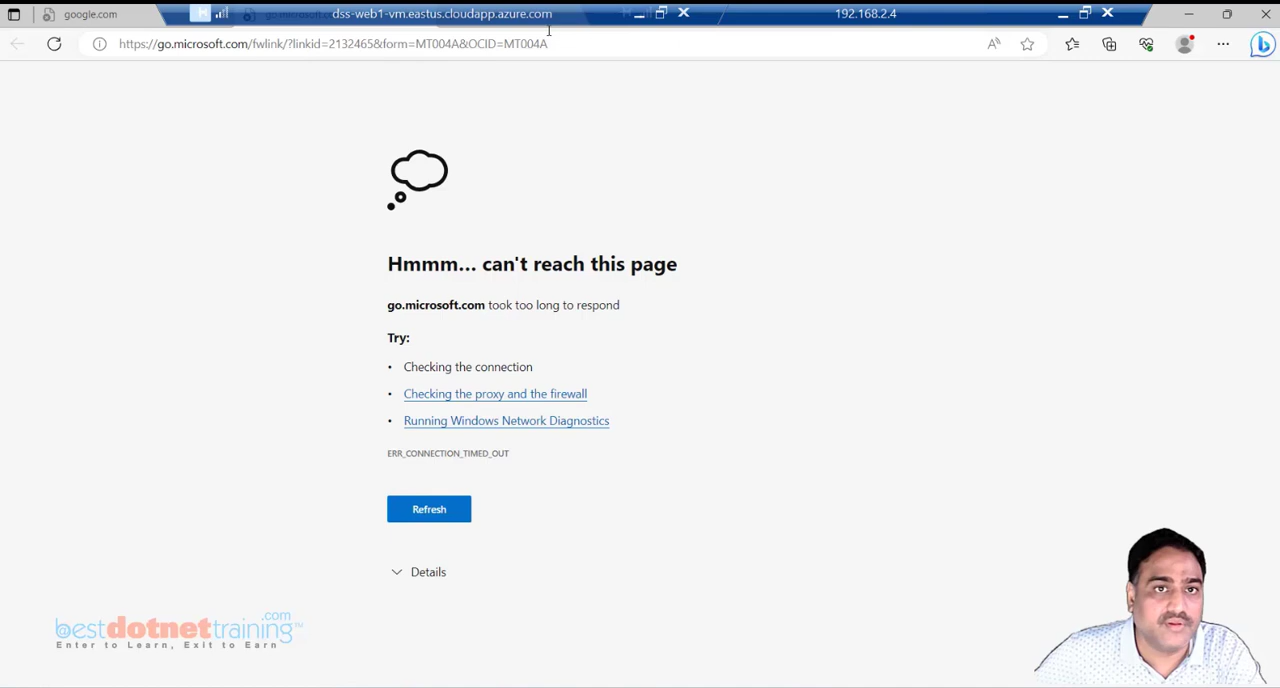 google.com
dss-web1-vm.eastus.cloudapp.azure.com
192.168.2.4
https://go.microsoft.com/fwlink/?linkid=2132465&form=MT004A&OCID=MT004A
Hmmm... can't reach this page
go.microsoft.com took too long to respond
Try:
• Checking the connection
• Checking the proxy and the firewall
• Running Windows Network Diagnostics
ERR_CONNECTION_TIMED_OUT
Refresh
Details
.com
@bestdotnettraining™
Enter to Learn, Exit to Earn